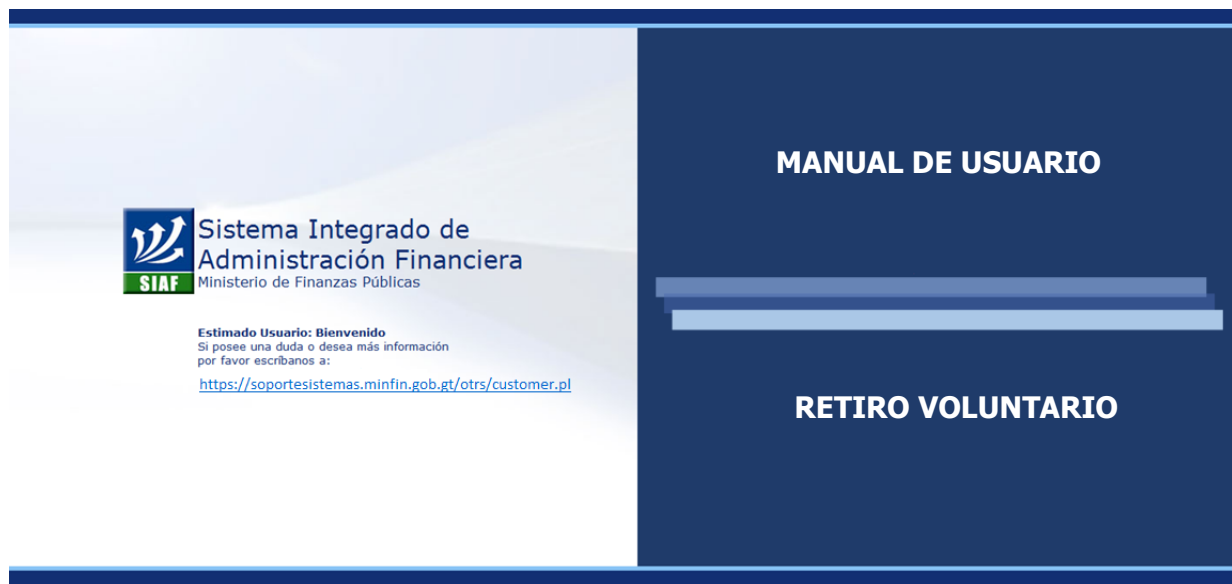 SIAF
Sistema Integrado de
Administración Financiera
Ministerio de Finanzas Públicas
Estimado Usuario: Bienvenido
Si posee una duda o desea más información
por favor escríbanos a:
https://soportesistemas.minfin.gob.gt/otrs/customer.pl
MANUAL DE USUARIO
RETIRO VOLUNTARIO